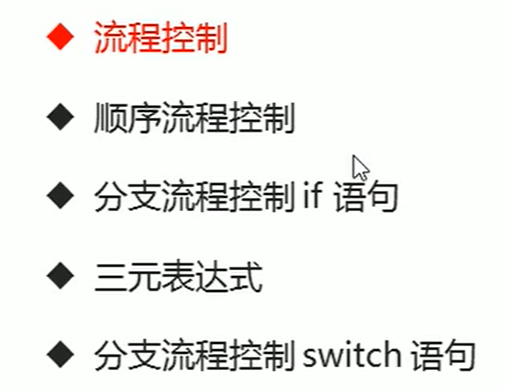 ◆ 流程控制
◆ 顺序流程控制
◆ 分支流程控制 if 语句
◆ 三元表达式
◆ 分支流程控制 switch 语句